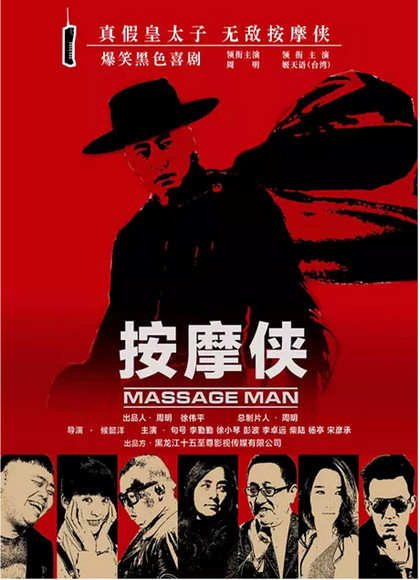 真假皇太子 无敌按摩侠
爆笑黑色喜剧
领衔主演
周 明
领衔主演
姬天语(台湾)
按摩侠
MASSAGE MAN
出品人·周明 徐伟平 总制片人·周明
导演·候懿洋 主演·句号 李勤勤 徐小琴 彭波 李卓远 柴陆 杨亭 宋彦承
出品方·黑龙江十五至尊影视传媒有限公司